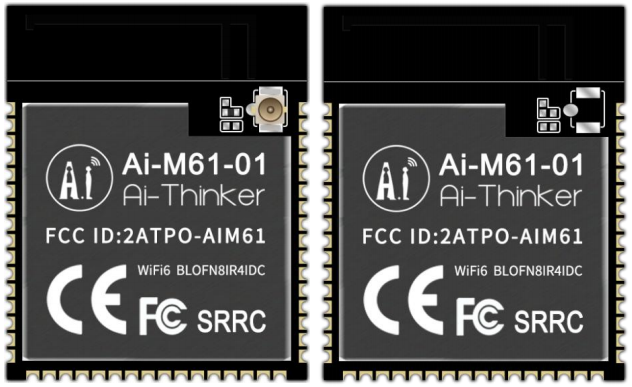 Ai-M61-01
A.i
Ai-Thinker
FCC ID:2ATPO-AIM61
WiFi6 BLOFN8IR4IDC
CE FC SRRC
Ai-M61-01
A.i
Ai-Thinker
FCC ID:2ATPO-AIM61
WiFi6 BLOFN8IR4IDC
CE FC SRRC